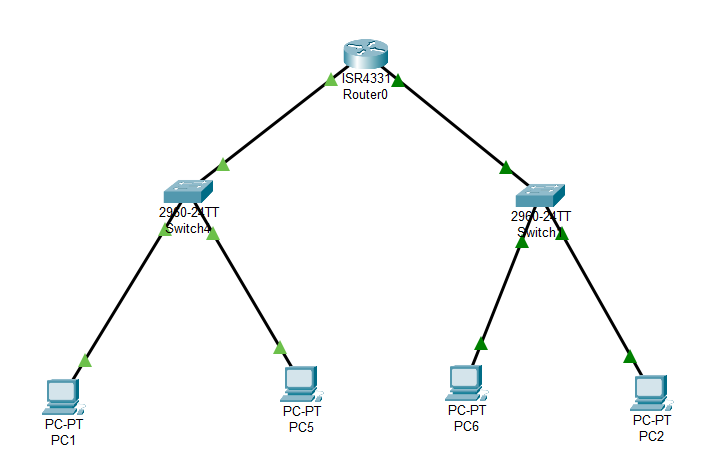 ISR4331
Router0
2960-24TT
Switch4
2960-24TT
Switch1
PC-PT
PC1
PC-PT
PC5
PC-PT
PC6
PC-PT
PC2